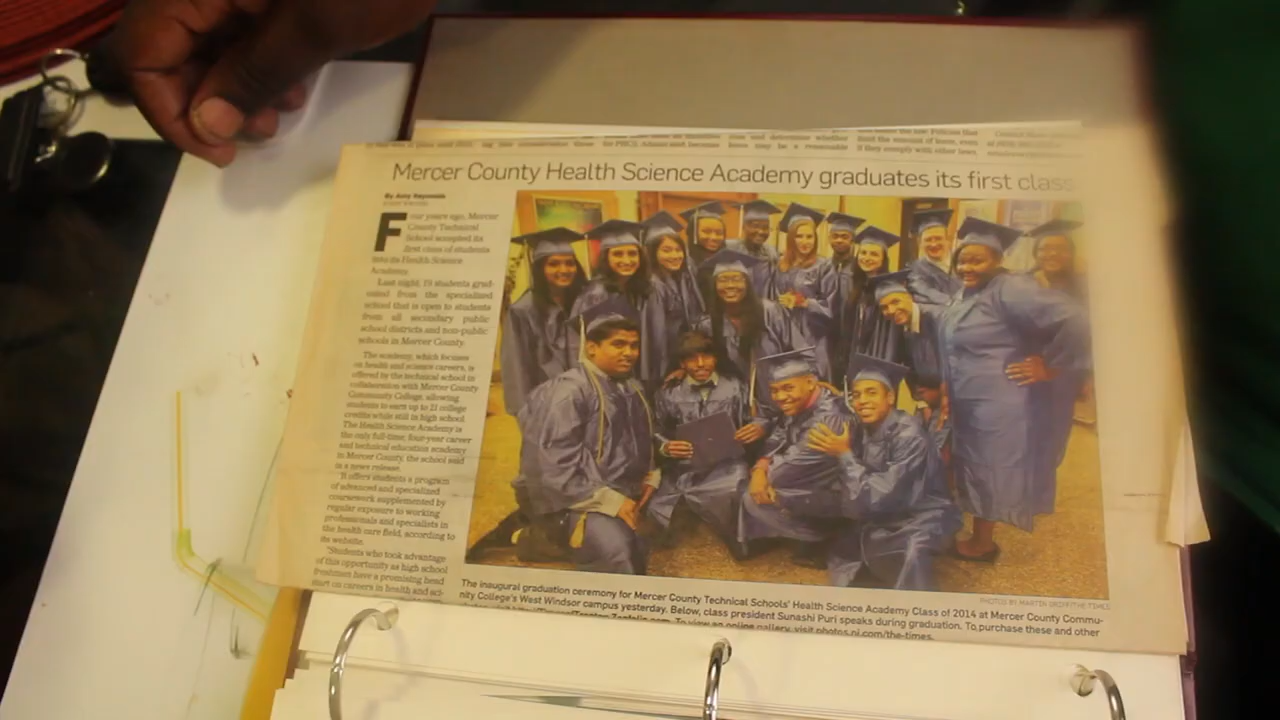 Mercer County Health Science Academy graduates its first class
By Amy Reynolds
Four years ago, Mercer
County Technical
School accepted its
first class of students
into its Health Science
Academy.
Last night, 19 students grad-
uated from the specialized
school that is open to students
from all secondary public
school districts and non-public
schools in Mercer County.
The academy, which focuses
on health and science careers, is
offered by the technical school in
collaboration with Mercer County
Community College, allowing
students to earn up to 21 college
credits while still in high school.
The Health Science Academy is
the only full-time, four-year career
and technical education academy
in Mercer County, the school said
in a news release.
It offers students a program
of advanced and specialized
coursework supplemented by
regular exposure to working
professionals and specialists in
the health care field, according to
its website.
"Students who took advantage
of this opportunity as high school
freshmen have a promising head
start on careers in health and sci-
PHOTOS BY MARTIN GRIFF/THE TIMES
The inaugural graduation ceremony for Mercer County Technical Schools' Health Science Academy Class of 2014 at Mercer County Commu-
nity College's West Windsor campus yesterday. Below, class president Sunashi Puri speaks during graduation. To purchase these and other
To view an online gallery, visit photos.nj.com/the-times.